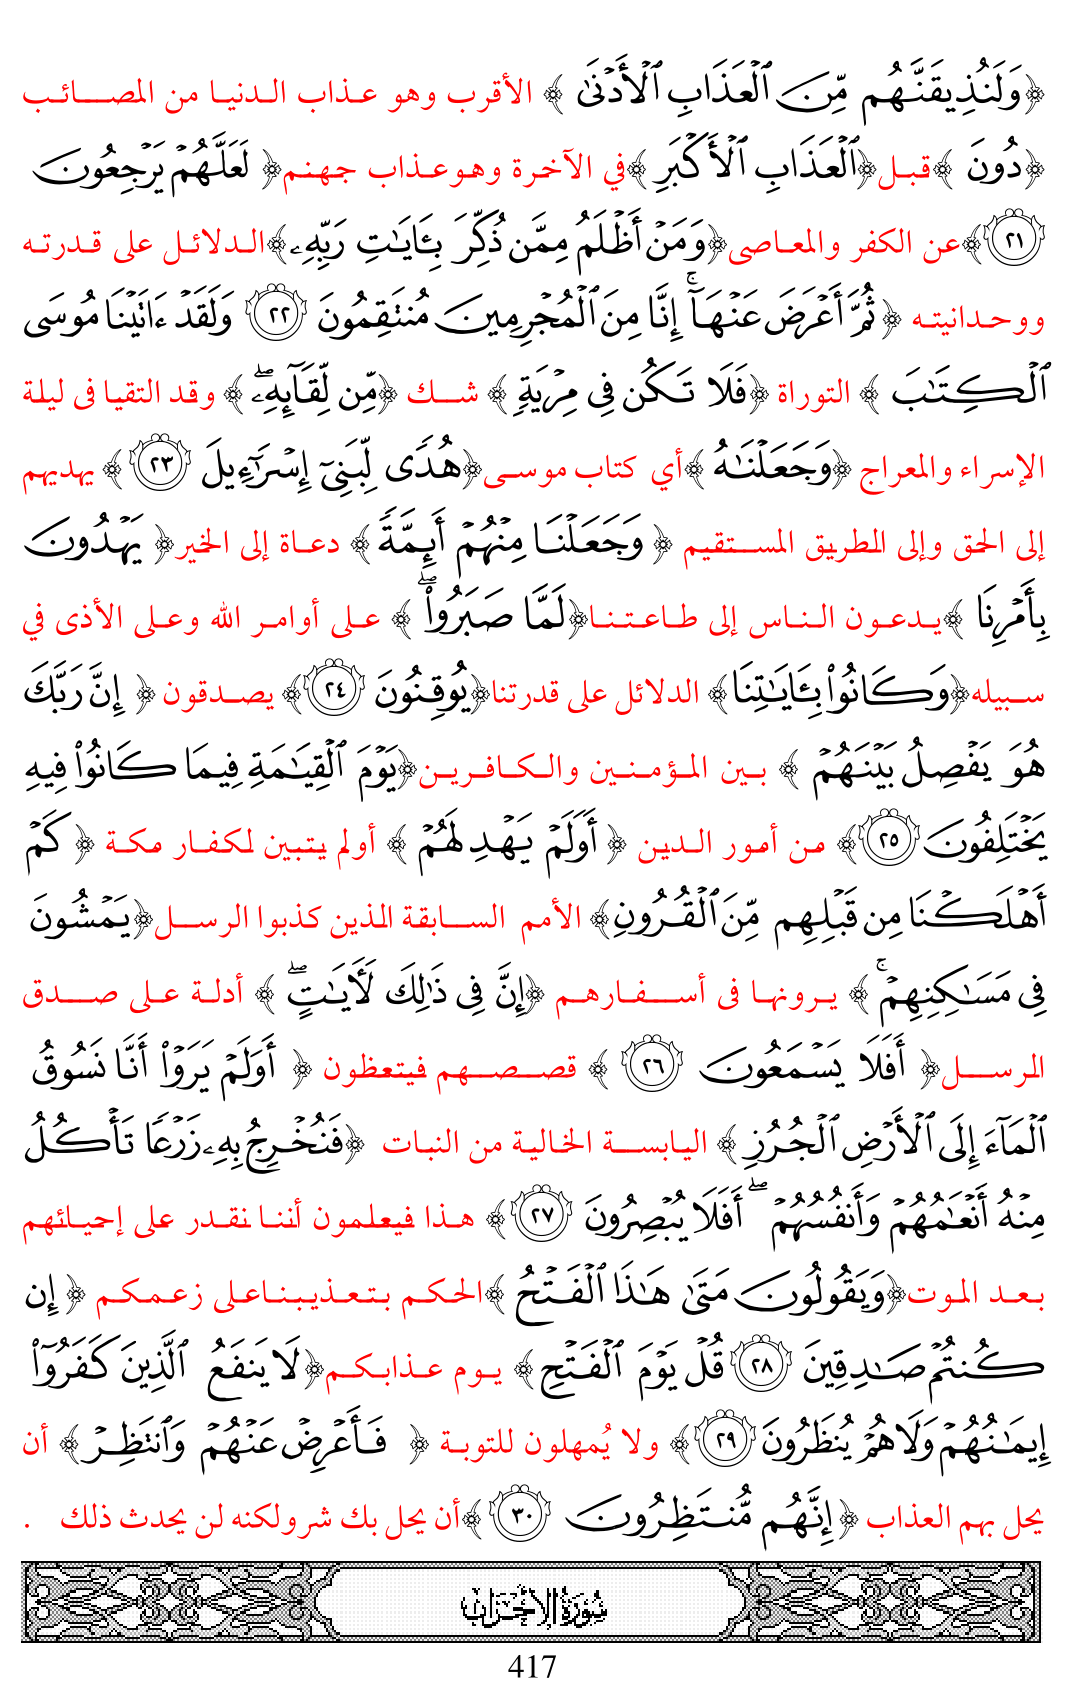 ﴿وَلَنُذِيقَنَّهُم مِّنَ ٱلْعَذَابِ ٱلْأَدْنَىٰ ﴾ الأقرب وهو عذاب الدنيا من المصائب
﴿دُونَ ﴾قبل﴿ٱلْعَذَابِ ٱلْأَكْبَرِ ﴾في الآخرة وهوعذاب جهنم﴿ لَعَلَّهُمْ يَرْجِعُونَ
٢١ ﴾عن الكفر والمعاصى﴿وَمَنْ أَظْلَمُ مِمَّن ذُكِّرَ بِـَٔايَٰتِ رَبِّهِۦ﴾الدلائل على قدرته
ووحدانيته ﴿ثُمَّ أَعْرَضَ عَنْهَآ ۚ إِنَّا مِنَ ٱلْمُجْرِمِينَ مُنتَقِمُونَ ٢٢ وَلَقَدْ ءَاتَيْنَا مُوسَى
ٱلْكِتَٰبَ ﴾ التوراة ﴿فَلَا تَكُن فِى مِرْيَةٍ ﴾ شك ﴿مِّن لِّقَآئِهِۦ ۖ ﴾ وقد التقيا فى ليلة
الإسراء والمعراج ﴿وَجَعَلْنَٰهُ ﴾أي كتاب موسى﴿هُدًى لِّبَنِىٓ إِسْرَٰٓءِيلَ ٢٣ ﴾ يهديهم
إلى الحق وإلى الطريق المستقيم ﴿ وَجَعَلْنَا مِنْهُمْ أَئِمَّةً ﴾ دعاة إلى الخير﴿ يَهْدُونَ
بِأَمْرِنَا ﴾يدعون الناس إلى طاعتنا﴿لَمَّا صَبَرُوا۟ ۖ ﴾ على أوامر الله وعلى الأذى في
سبيله﴿وَكَانُوا۟ بِـَٔايَٰتِنَا﴾ الدلائل على قدرتنا﴿يُوقِنُونَ ٢٤ ﴾ يصدقون ﴿ إِنَّ رَبَّكَ
هُوَ يَفْصِلُ بَيْنَهُمْ ﴾ بين المؤمنين والكافرين﴿يَوْمَ ٱلْقِيَٰمَةِ فِيمَا كَانُوا۟ فِيهِ
يَخْتَلِفُونَ ٢٥ ﴾ من أمور الدين ﴿ أَوَلَمْ يَهْدِ لَهُمْ ﴾ أولم يتبين لكفار مكة ﴿ كَمْ
أَهْلَكْنَا مِن قَبْلِهِم مِّنَ ٱلْقُرُونِ﴾ الأمم السابقة الذين كذبوا الرسل﴿يَمْشُونَ
فِى مَسَٰكِنِهِمْ ۚ ﴾ يرونها فى أسفارهم ﴿إِنَّ فِى ذَٰلِكَ لَـَٔايَٰتٍ ۖ ﴾ أدلة على صدق
المرسل﴿ أَفَلَا يَسْمَعُونَ ٢٦ ﴾ قصصهم فيتعظون ﴿ أَوَلَمْ يَرَوْا۟ أَنَّا نَسُوقُ
ٱلْمَآءَ إِلَى ٱلْأَرْضِ ٱلْجُرُزِ ﴾ اليابسة الخالية من النبات ﴿فَنُخْرِجُ بِهِۦ زَرْعًا تَأْكُلُ
مِنْهُ أَنْعَٰمُهُمْ وَأَنفُسُهُمْ ۖ أَفَلَا يُبْصِرُونَ ٢٧ ﴾ هذا فيعلمون أننا نقدر على إحيائهم
بعد الموت﴿وَيَقُولُونَ مَتَىٰ هَٰذَا ٱلْفَتْحُ ﴾الحكم بتعذيبناعلى زعمكم ﴿ إِن
كُنتُمْ صَٰدِقِينَ ٢٨ قُلْ يَوْمَ ٱلْفَتْحِ ﴾ يوم عذابكم﴿لَا يَنفَعُ ٱلَّذِينَ كَفَرُوٓا۟
إِيمَٰنُهُمْ وَلَا هُمْ يُنظَرُونَ ٢٩ ﴾ ولا يُمهلون للتوبة ﴿ فَأَعْرِضْ عَنْهُمْ وَٱنتَظِرْ ﴾ أن
يحل بهم العذاب ﴿إِنَّهُم مُّنتَظِرُونَ ٣٠ ﴾أن يحل بك شر ولكنه لن يحدث ذلك .
سُورَةُ الأَحْزَابِ
417